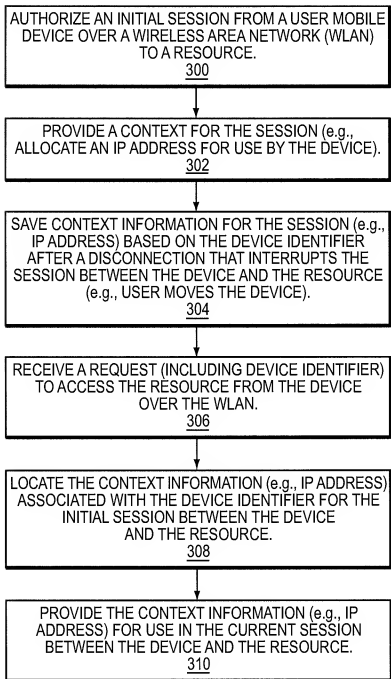 AUTHORIZE AN INITIAL SESSION FROM A USER MOBILE
DEVICE OVER A WIRELESS AREA NETWORK (WLAN)
TO A RESOURCE.
300
PROVIDE A CONTEXT FOR THE SESSION (e.g.,
ALLOCATE AN IP ADDRESS FOR USE BY THE DEVICE).
302
SAVE CONTEXT INFORMATION FOR THE SESSION (e.g.,
IP ADDRESS) BASED ON THE DEVICE IDENTIFIER
AFTER A DISCONNECTION THAT INTERRUPTS THE
SESSION BETWEEN THE DEVICE AND THE RESOURCE
(e.g., USER MOVES THE DEVICE).
304
RECEIVE A REQUEST (INCLUDING DEVICE IDENTIFIER)
TO ACCESS THE RESOURCE FROM THE DEVICE
OVER THE WLAN.
306
LOCATE THE CONTEXT INFORMATION (e.g., IP ADDRESS)
ASSOCIATED WITH THE DEVICE IDENTIFIER FOR THE
INITIAL SESSION BETWEEN THE DEVICE
AND THE RESOURCE.
308
PROVIDE THE CONTEXT INFORMATION (e.g., IP
ADDRESS) FOR USE IN THE CURRENT SESSION
BETWEEN THE DEVICE AND THE RESOURCE.
310